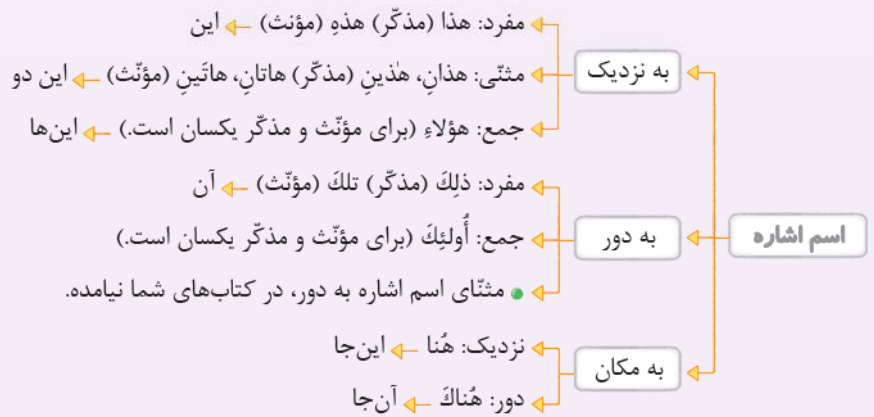 اسم اشاره
به نزدیک
مفرد: هذا (مذکّر) هذهِ (مؤنث) ← این
مثنّی: هذانِ، هٰذینِ (مذکّر) هاتانِ، هاتَینِ (مؤنّث) ← این دو
جمع: هؤلاءِ (برای مؤنّث و مذکّر یکسان است.) ← این‌ها
به دور
مفرد: ذلِكَ (مذکّر) تلكَ (مؤنّث) ← آن
جمع: أُولئِكَ (برای مؤنّث و مذکّر یکسان است.)
مثنّای اسم اشاره به دور، در کتاب‌های شما نیامده.
به مکان
نزدیک: هُنا ← این‌جا
دور: هُناكَ ← آن‌جا